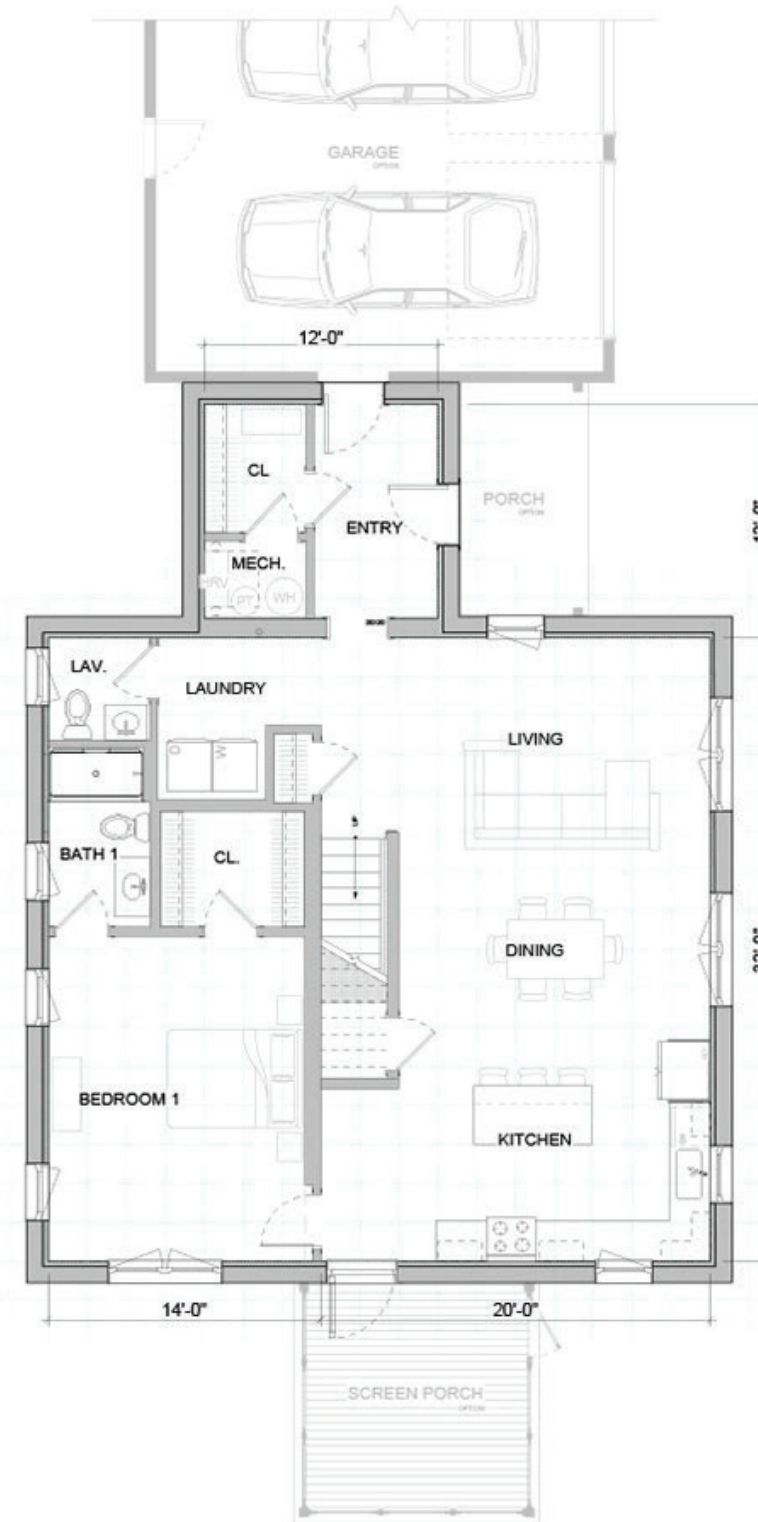 GARAGE
OPTION
12'-0"
CL
PORCH
OPTION
ENTRY
MECH.
HRV
PT
WH
LAV.
LAUNDRY
D
W
LIVING
UP
BATH 1
CL.
DINING
BEDROOM 1
KITCHEN
14'-0"
20'-0"
SCREEN PORCH
OPTION